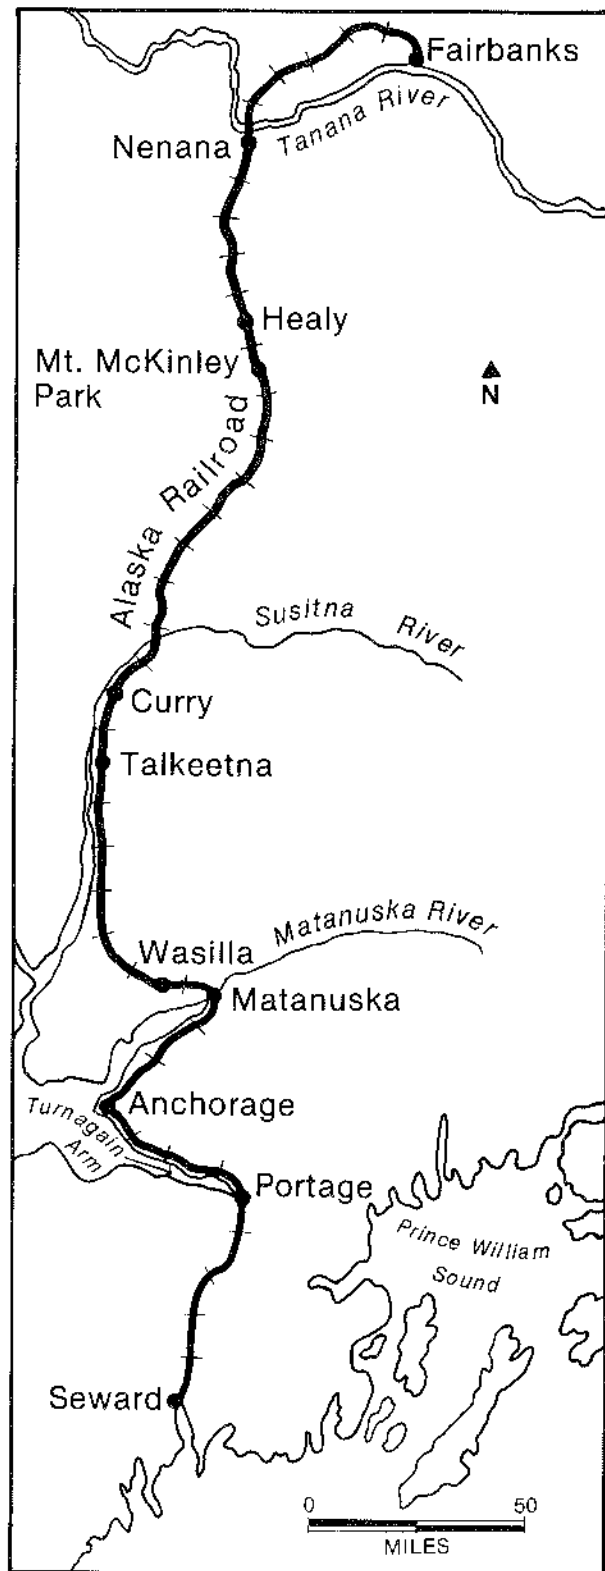 Fairbanks
Tanana River
Nenana
Healy
Mt. McKinley
Park
N
Alaska Railroad
Susitna River
Curry
Talkeetna
Matanuska River
Wasilla
Matanuska
Anchorage
Turnagain
Arm
Portage
Prince William
Sound
Seward
0 50
MILES